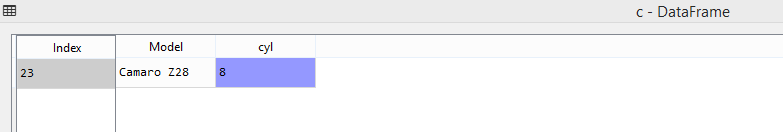 c - DataFrame
Index Model cyl
23 Camaro Z28 8